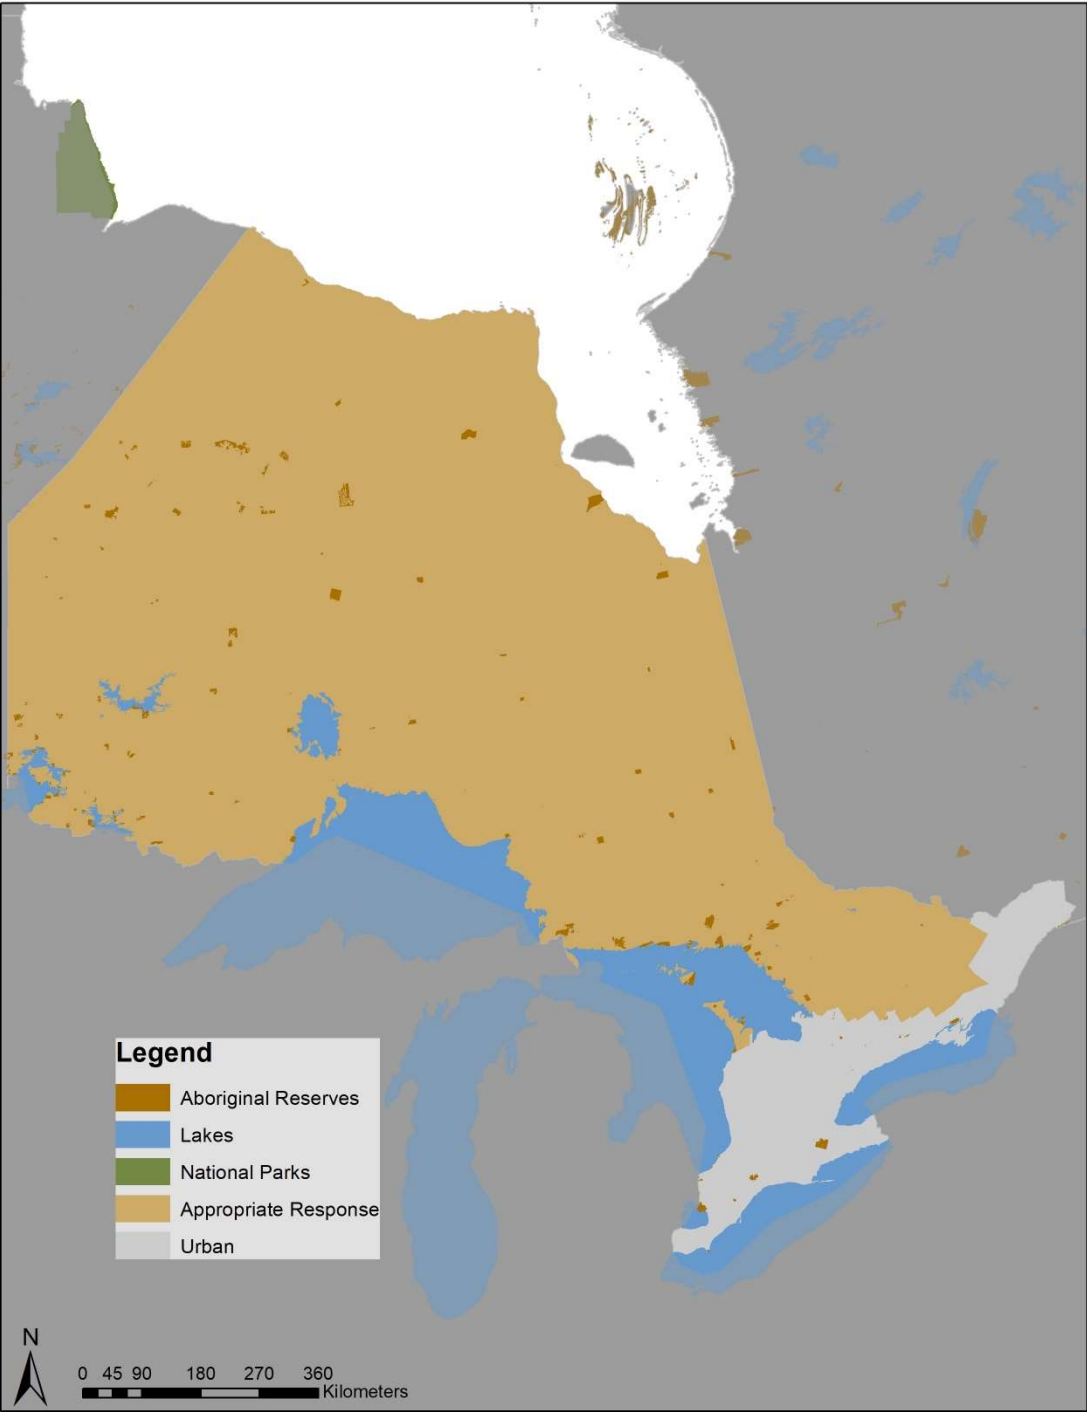 Legend
Aboriginal Reserves
Lakes
National Parks
Appropriate Response
Urban
N
0 45 90 180 270 360
Kilometers